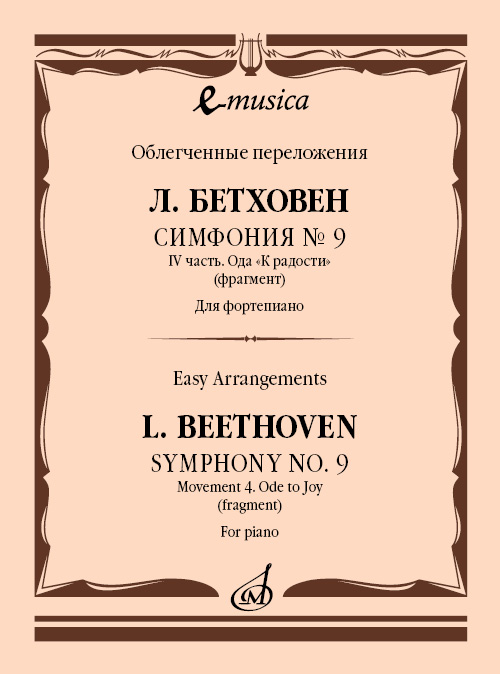 e-musica
Облегченные переложения
Л. БЕТХОВЕН
СИМФОНИЯ № 9
IV часть. Ода «К радости»
(фрагмент)
Для фортепиано
Easy Arrangements
L. BEETHOVEN
SYMPHONY NO. 9
Movement 4. Ode to Joy
(fragment)
For piano